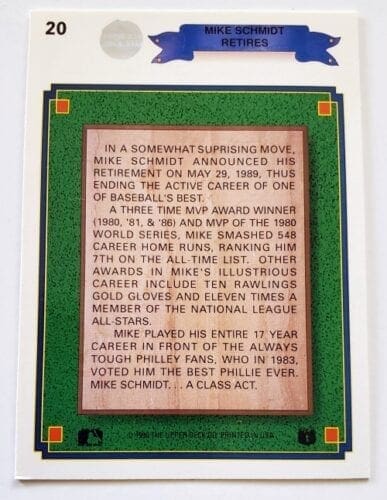 20
MIKE SCHMIDT
RETIRES
IN A SOMEWHAT SUPRISING MOVE,
MIKE SCHMIDT ANNOUNCED HIS
RETIREMENT ON MAY 29, 1989, THUS
ENDING THE ACTIVE CAREER OF ONE
OF BASEBALL'S BEST.
A THREE TIME MVP AWARD WINNER
(1980, '81, & '86) AND MVP OF THE 1980
WORLD SERIES, MIKE SMASHED 548
CAREER HOME RUNS, RANKING HIM
7TH ON THE ALL-TIME LIST. OTHER
AWARDS IN MIKE'S ILLUSTRIOUS
CAREER INCLUDE TEN RAWLINGS
GOLD GLOVES AND ELEVEN TIMES A
MEMBER OF THE NATIONAL LEAGUE
ALL-STARS.
MIKE PLAYED HIS ENTIRE 17 YEAR
CAREER IN FRONT OF THE ALWAYS
TOUGH PHILLEY FANS, WHO IN 1983,
VOTED HIM THE BEST PHILLIE EVER.
MIKE SCHMIDT. . . A CLASS ACT.
© 1990 THE UPPER DECK CO. PRINTED IN U.S.A.